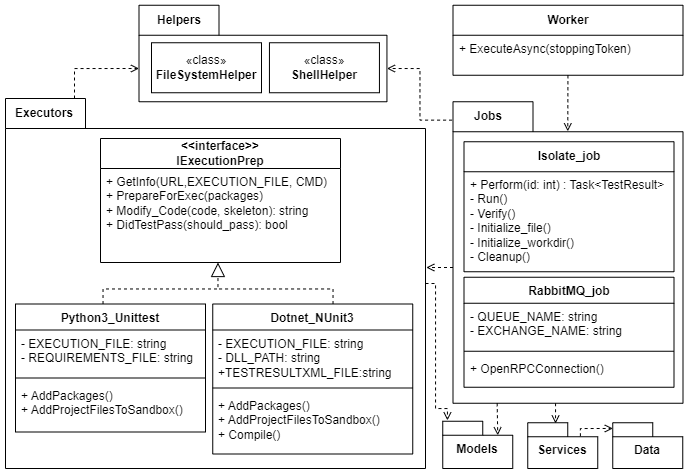 Helpers
«class»
FileSystemHelper
«class»
ShellHelper
Worker
+ ExecuteAsync(stoppingToken)
Executors
<<interface>>
IExecutionPrep
+ GetInfo(URL,EXECUTION_FILE, CMD)
+ PrepareForExec(packages)
+ Modify_Code(code, skeleton): string
+ DidTestPass(should_pass): bool
Python3_Unittest
- EXECUTION_FILE: string
- REQUIREMENTS_FILE: string
+ AddPackages()
+ AddProjectFilesToSandbox()
Dotnet_NUnit3
- EXECUTION_FILE: string
- DLL_PATH: string
+TESTRESULTXML_FILE:string
+ AddPackages()
+ AddProjectFilesToSandbox()
+ Compile()
Jobs
Isolate_job
+ Perform(id: int) : Task<TestResult>
- Run()
- Verify()
- Initialize_file()
- Initialize_workdir()
- Cleanup()
RabbitMQ_job
- QUEUE_NAME: string
- EXCHANGE_NAME: string
+ OpenRPCConnection()
Models
Services
Data